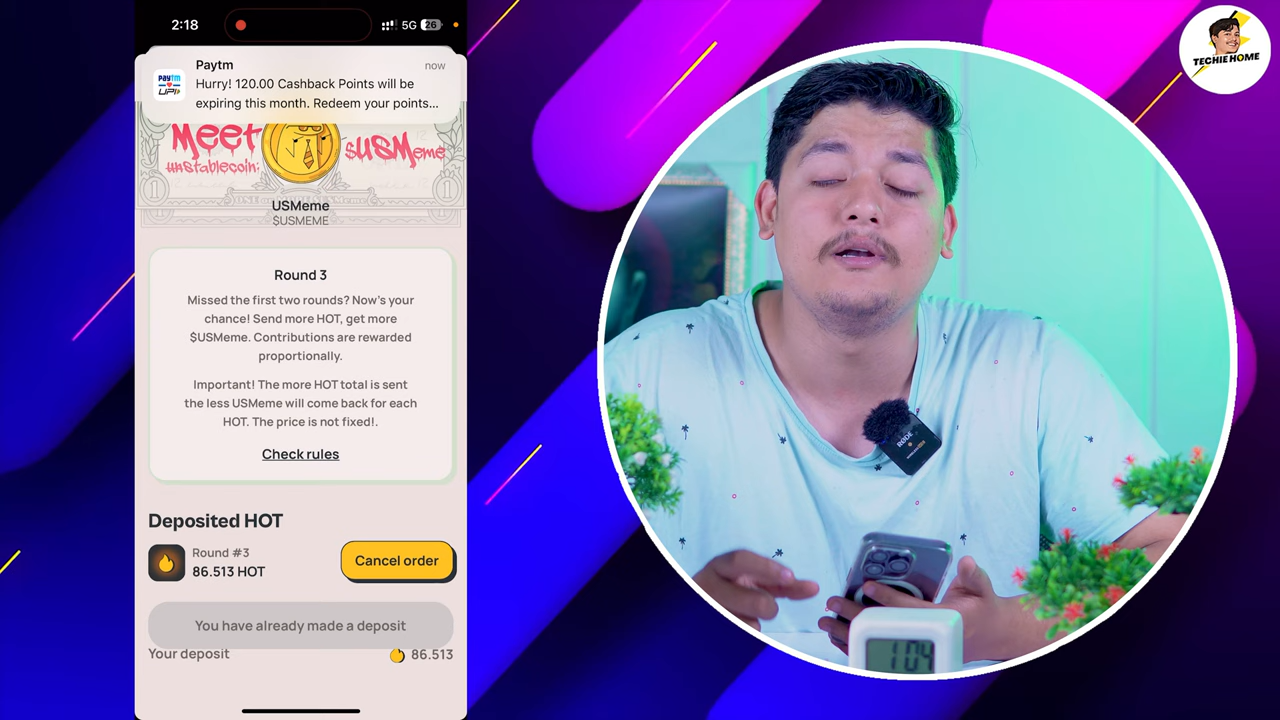 2:18
5G 26
Paytm
now
paytm
UPI
Hurry! 120.00 Cashback Points will be
expiring this month. Redeem your points...
Meet
unstablecoin:
$USMeme
USMeme
$USMEME
Round 3
Missed the first two rounds? Now's your
chance! Send more HOT, get more
$USMeme. Contributions are rewarded
proportionally.
Important! The more HOT total is sent
the less USMeme will come back for each
HOT. The price is not fixed!.
Check rules
Deposited HOT
Round #3
86.513 HOT
Cancel order
You have already made a deposit
Your deposit
86.513
TECHIE HOME
RØDE
1:04